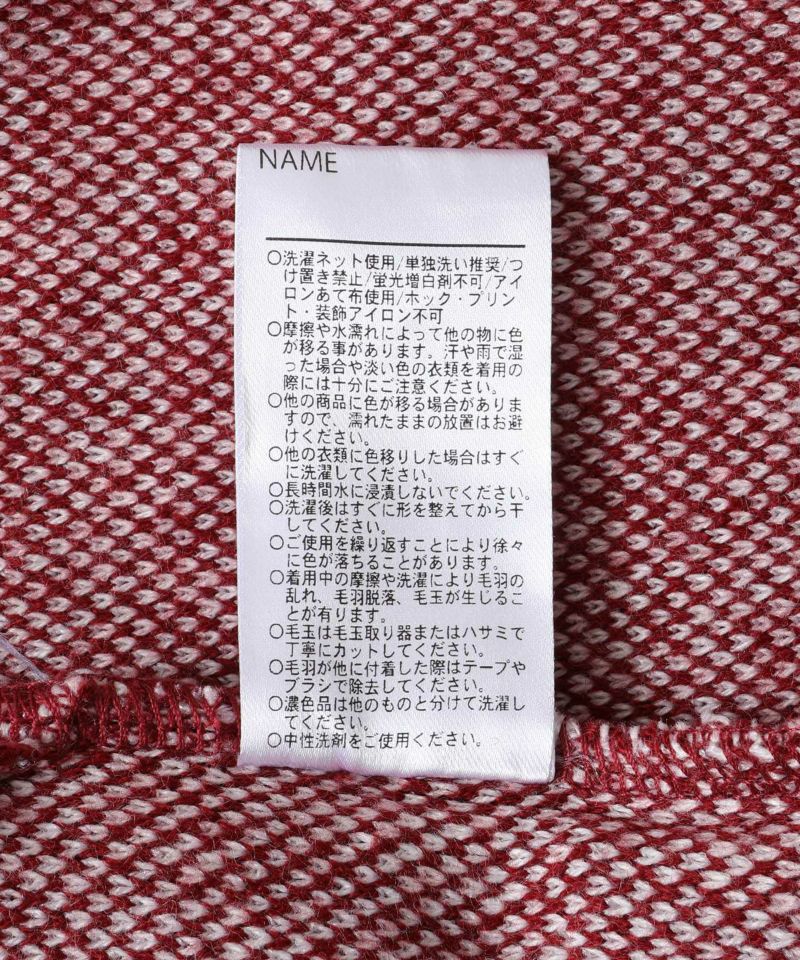 NAME
○洗濯ネット使用/単独洗い推奨/つ
け置き禁止/蛍光増白剤不可/アイ
ロンあて布使用/ホック・プリン
ト・装飾アイロン不可
○摩擦や水濡れによって他の物に色
が移る事があります。汗や雨で湿
った場合や淡い色の衣類を着用の
際には十分にご注意ください。
○他の商品に色が移る場合がありま
すので、濡れたままの放置はお避
けください。
○他の衣類に色移りした場合はすぐ
に洗濯してください。
○長時間水に浸漬しないでください。
○洗濯後はすぐに形を整えてから干
してください。
○ご使用を繰り返すことにより徐々
に色が落ちることがあります。
○着用中の摩擦や洗濯により毛羽の
乱れ、毛羽脱落、毛玉が生じるこ
とが有ります。
○毛玉は毛玉取り器またはハサミで
丁寧にカットしてください。
○毛羽が他に付着した際はテープや
ブラシで除去してください。
○濃色品は他のものと分けて洗濯し
てください。
○中性洗剤をご使用ください。